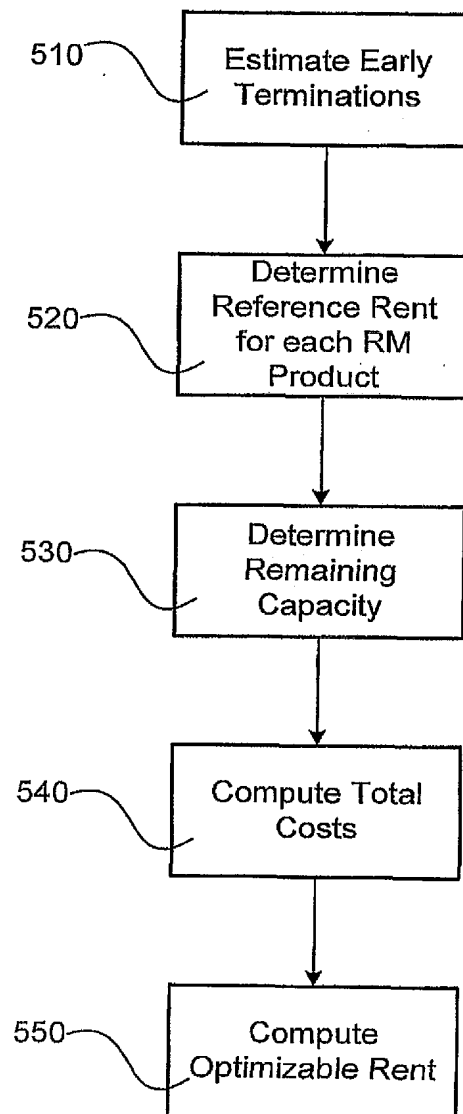 510
Estimate Early
Terminations
520
Determine
Reference Rent
for each RM
Product
530
Determine
Remaining
Capacity
540
Compute Total
Costs
550
Compute
Optimizable Rent